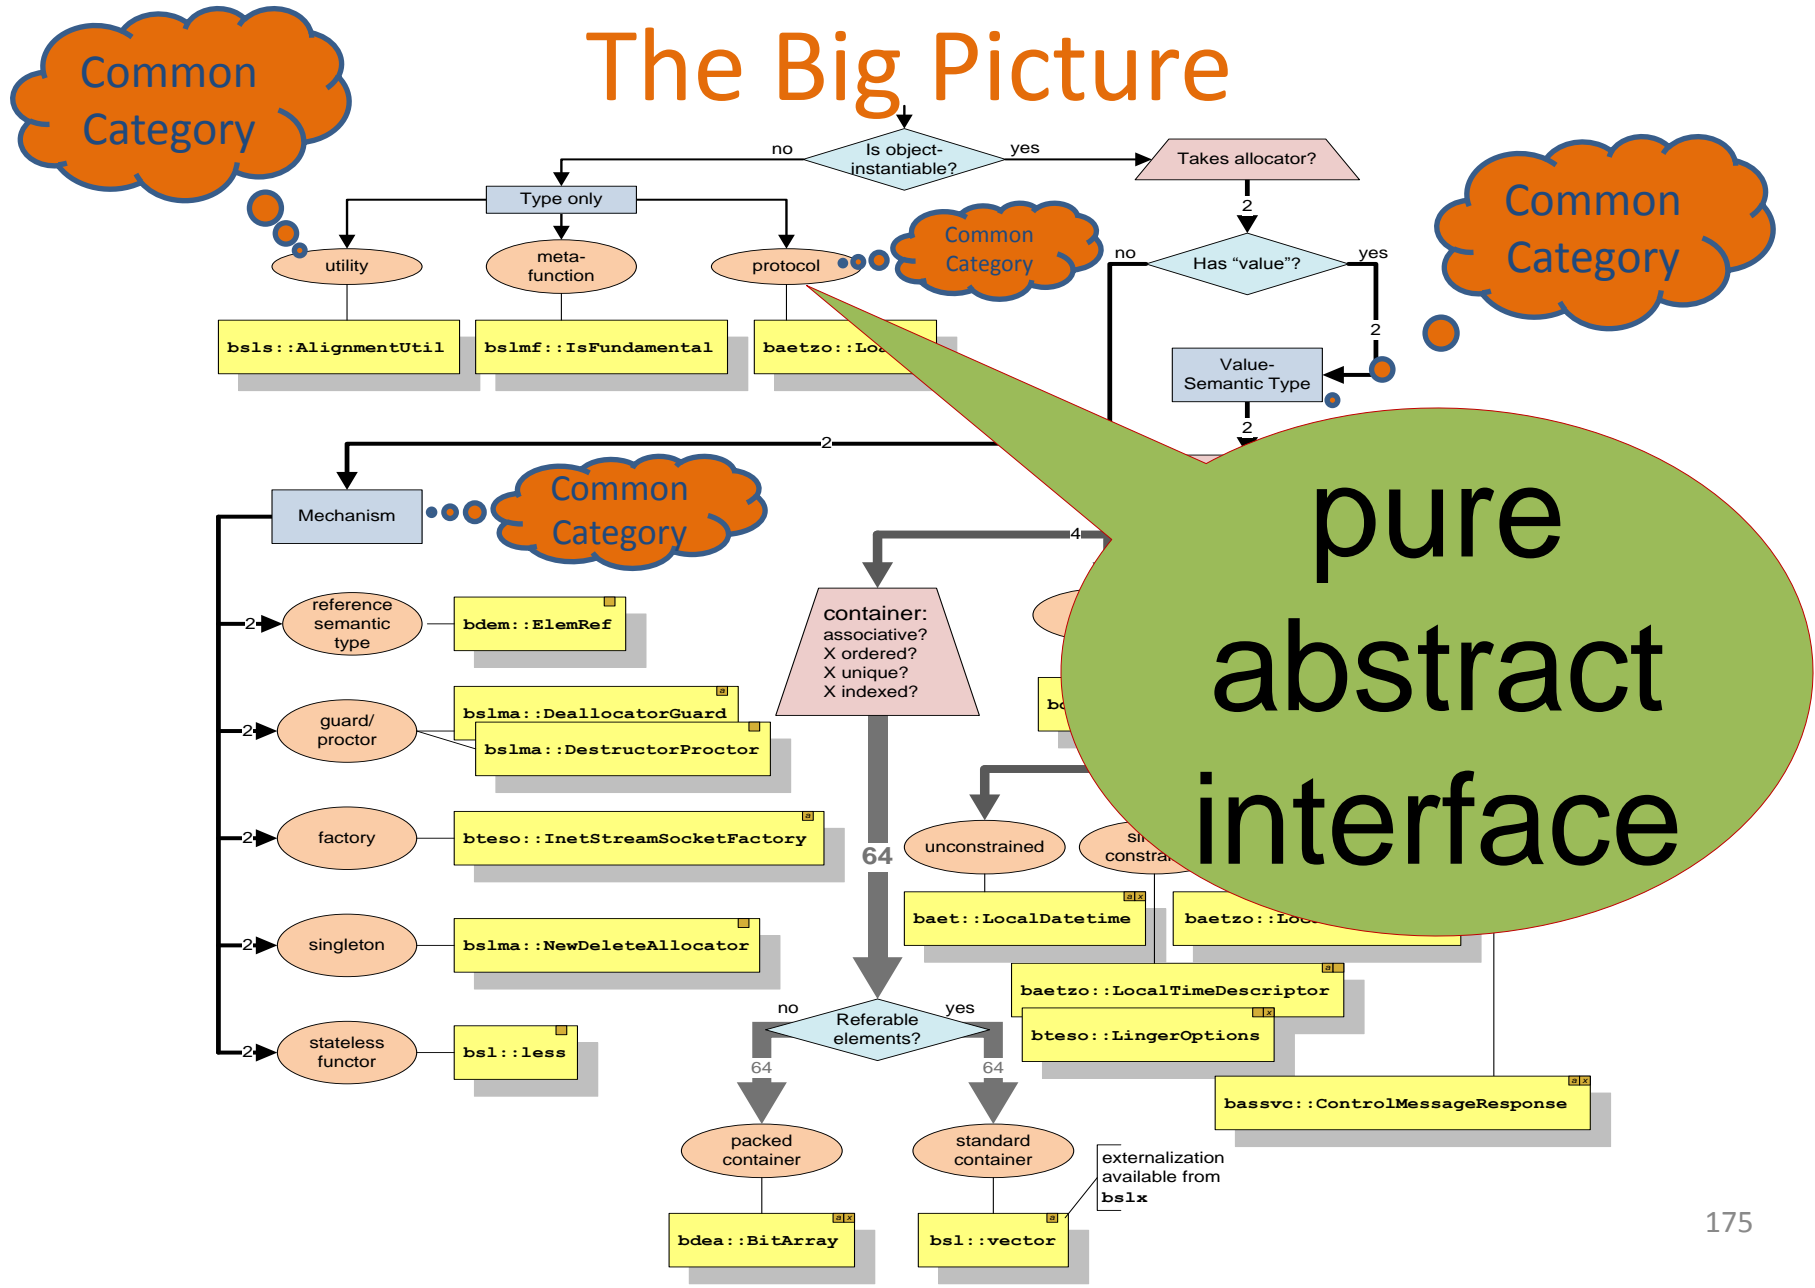 The Big Picture
Common
Category
Is object-
instantiable?
no
yes
Takes allocator?
Type only
2
Common
Category
Common
Category
utility
meta-
function
protocol
no
Has "value"?
yes
bsls::AlignmentUtil
bslmf::IsFundamental
2
Value-
Semantic Type
2
2
Mechanism
Common
Category
pure
abstract
interface
4
container:
associative?
X ordered?
X unique?
X indexed?
2
reference
semantic
type
bdem::ElemRef
2
guard/
proctor
bslma::DeallocatorGuard
a
bslma::DestructorProctor
2
factory
bteso::InetStreamSocketFactory
a
64
unconstrained
baet::LocalDatetime
a x
2
singleton
bslma::NewDeleteAllocator
baetzo::LocalTimeDescriptor
a
bteso::LingerOptions
x
no
Referable
elements?
yes
2
stateless
functor
bsl::less
64
64
bassvc::ControlMessageResponse
a x
packed
container
standard
container
externalization
available from
bslx
bdea::BitArray
a x
bsl::vector
a
175